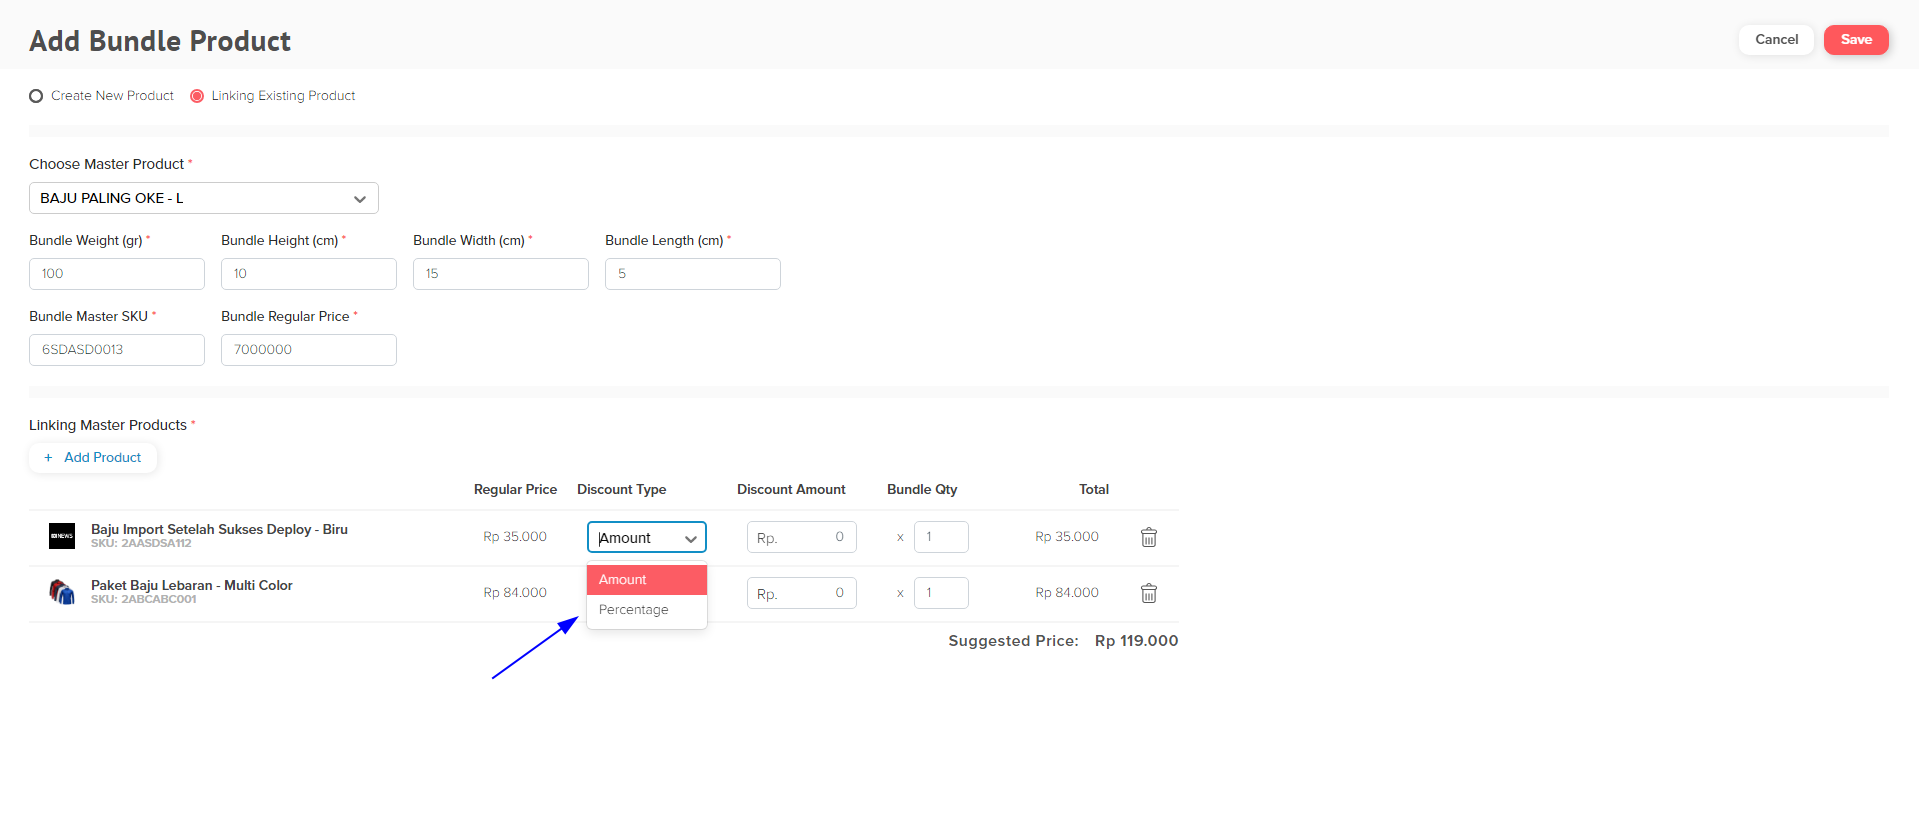 Add Bundle Product
Cancel
Save
Create New Product
Linking Existing Product
Choose Master Product *
BAJU PALING OKE - L
Bundle Weight (gr) *
Bundle Height (cm) *
Bundle Width (cm) *
Bundle Length (cm) *
100
10
15
5
Bundle Master SKU *
Bundle Regular Price *
6SDASD0013
7000000
Linking Master Products *
+ Add Product
Regular Price
Discount Type
Discount Amount
Bundle Qty
Total
NEWS
Baju Import Setelah Sukses Deploy - Biru
SKU: 2AASDSA112
Rp 35.000
Amount
Rp. 0
x 1
Rp 35.000
Amount
Percentage
Paket Baju Lebaran - Multi Color
SKU: 2ABCABC001
Rp 84.000
Rp. 0
x 1
Rp 84.000
Suggested Price: Rp 119.000